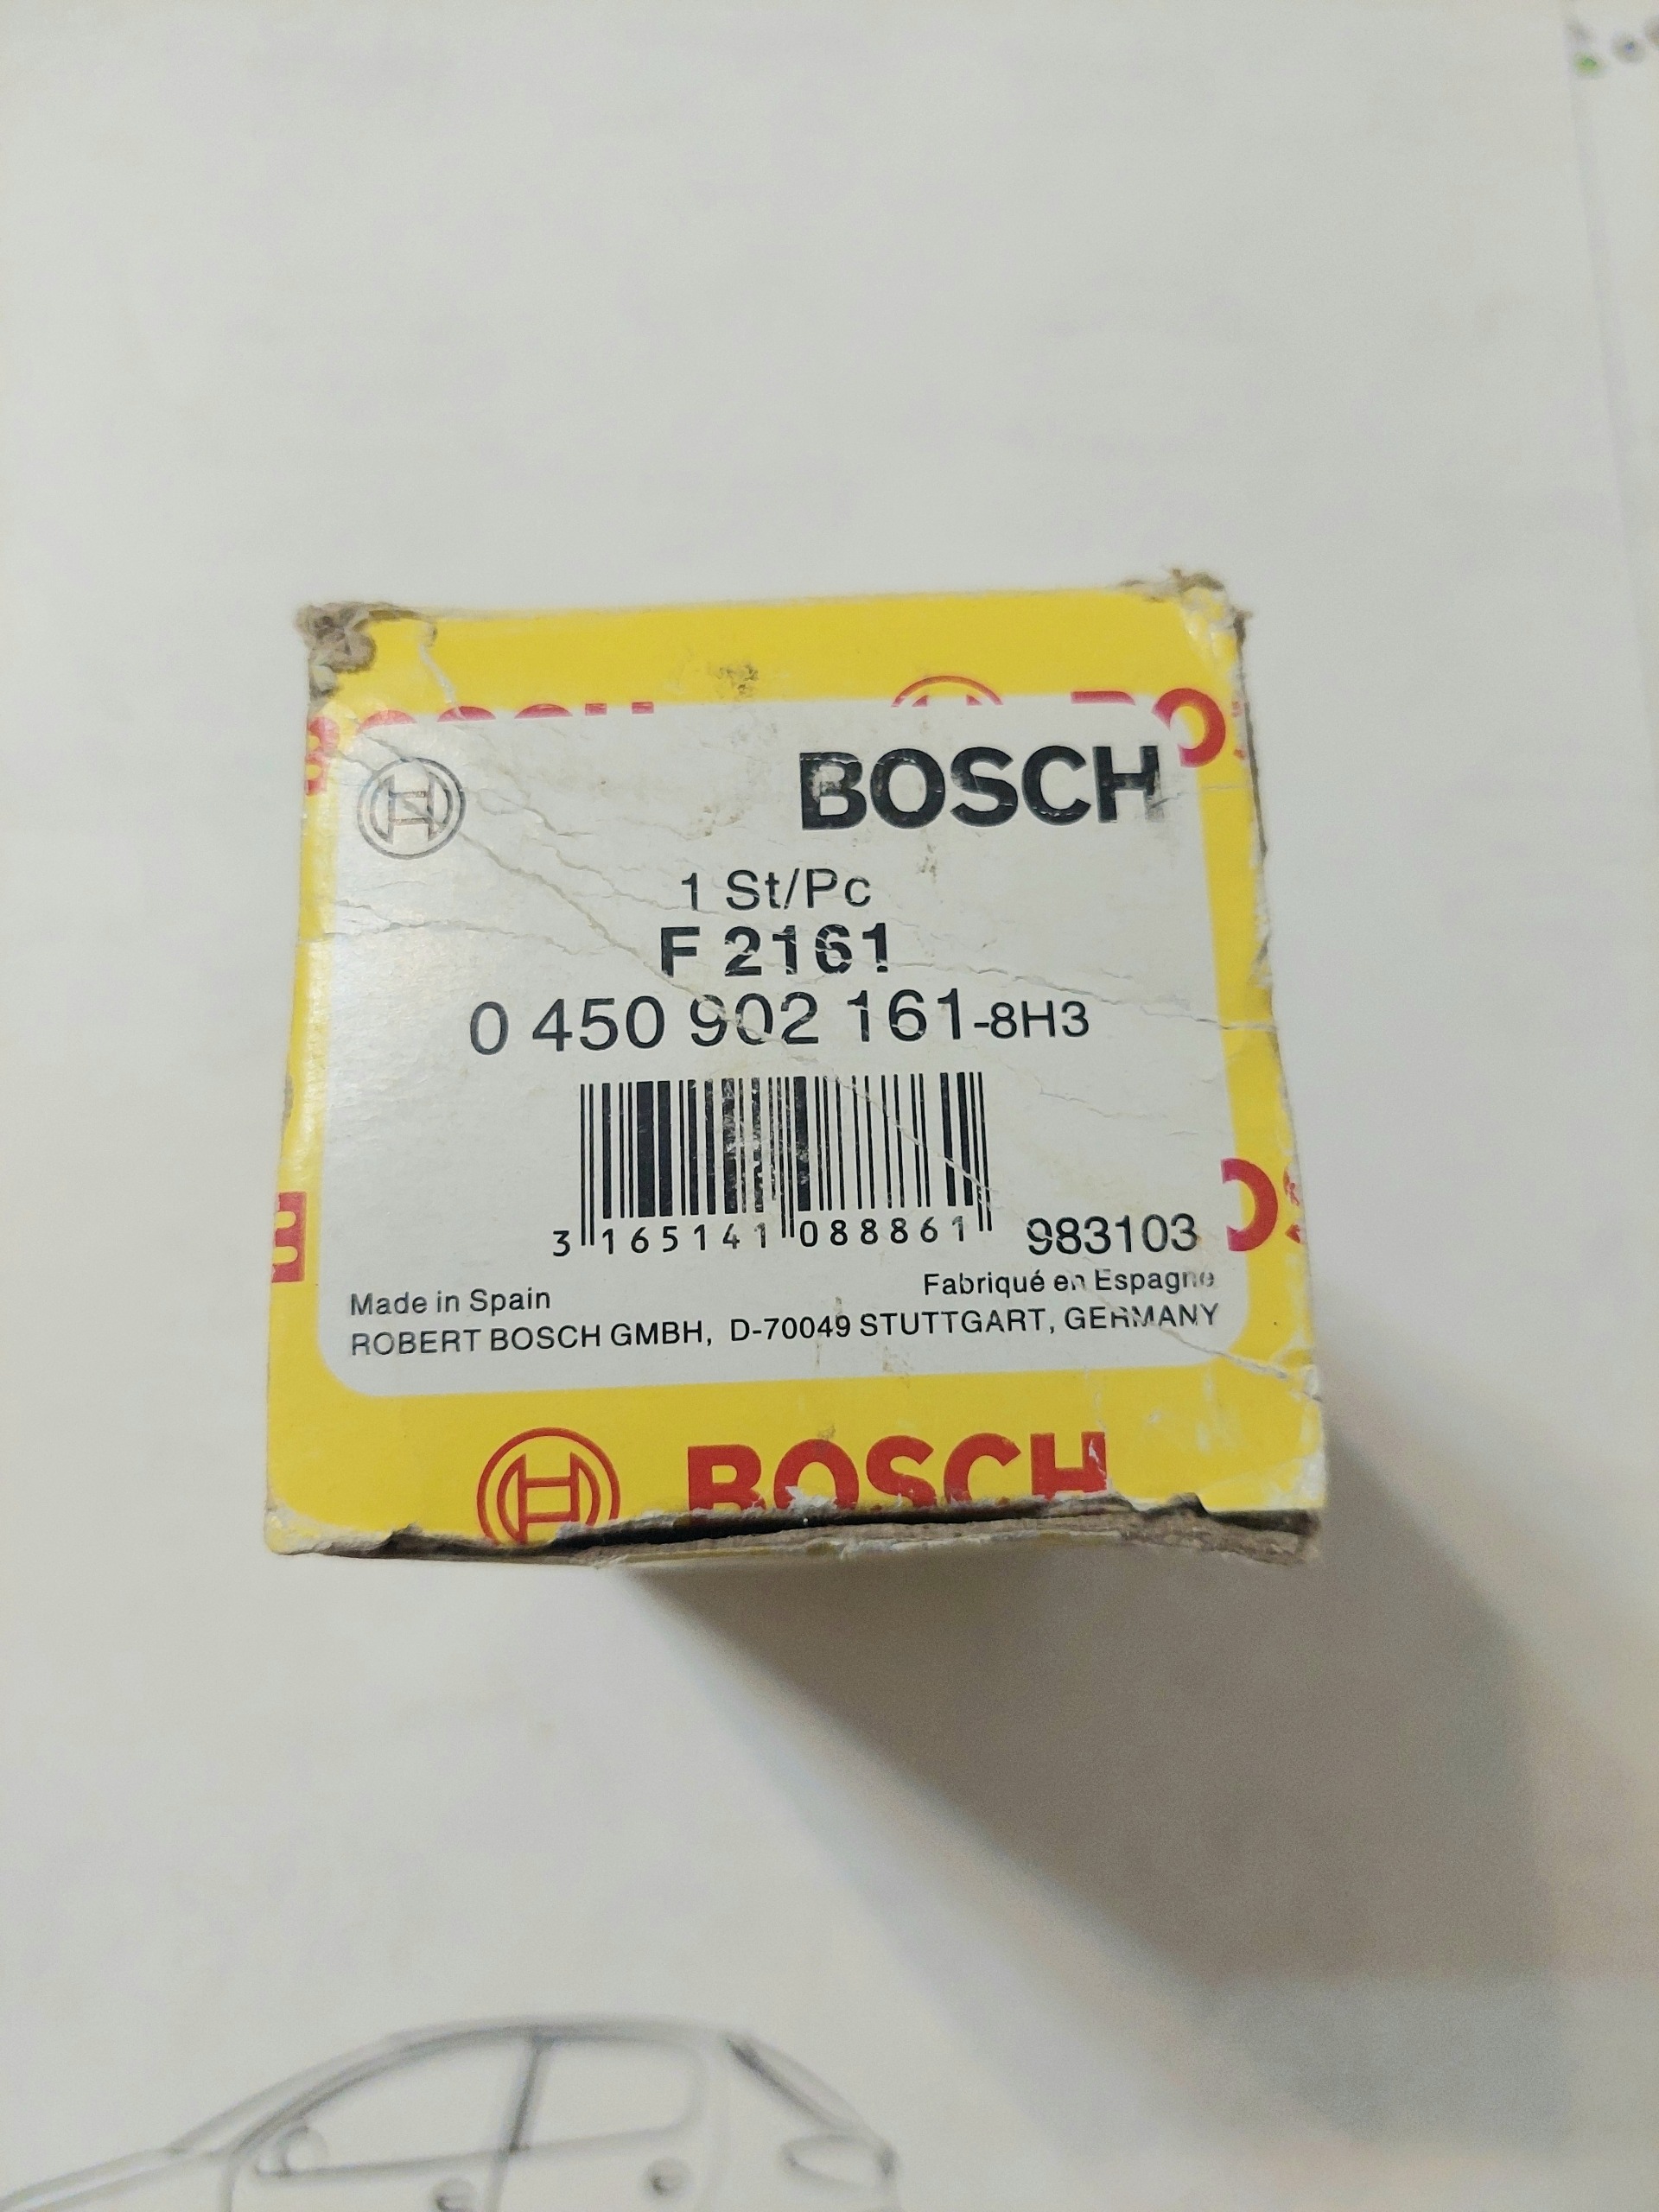 BOSCH
1 St/Pc
F 2161
0 450 902 161-8H3
3 165141 088861
983103
Made in Spain
Fabriqué en Espagne
ROBERT BOSCH GMBH, D-70049 STUTTGART, GERMANY
BOSCH